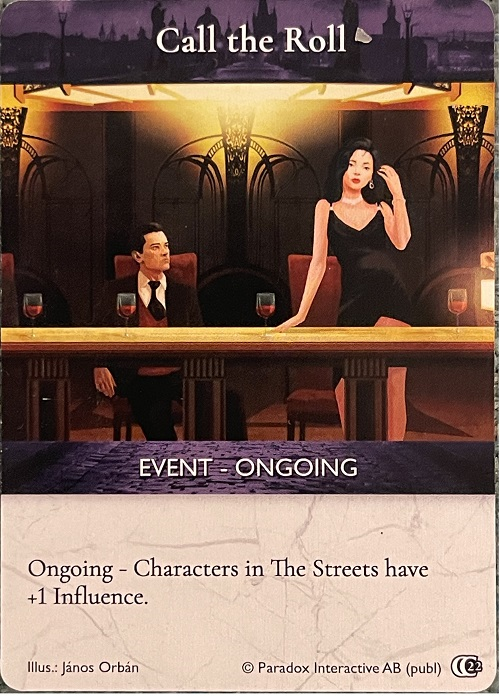 Call the Roll
EVENT - ONGOING
Ongoing - Characters in The Streets have
+1 Influence.
Illus.: János Orbán
© Paradox Interactive AB (publ)
22